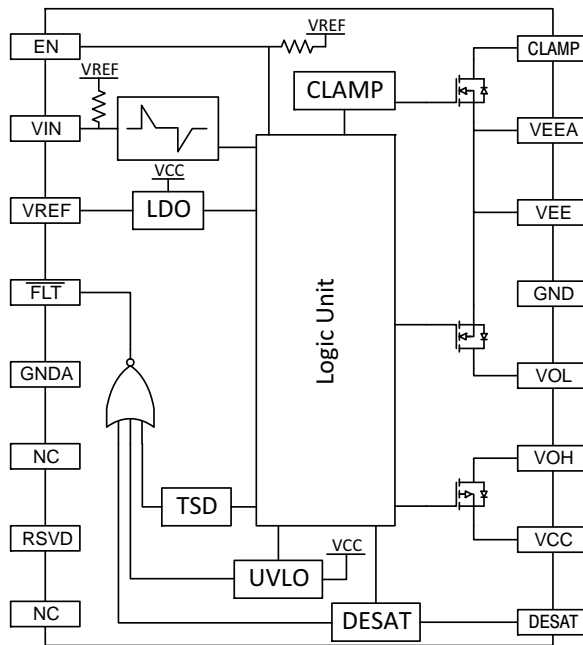 EN
VREF
CLAMP
VREF
CLAMP
VIN
VEEA
VCC
VREF
LDO
VEE
FLT
GND
Logic Unit
GNDA
VOL
NC
VOH
TSD
RSVD
VCC
VCC
UVLO
NC
DESAT
DESAT